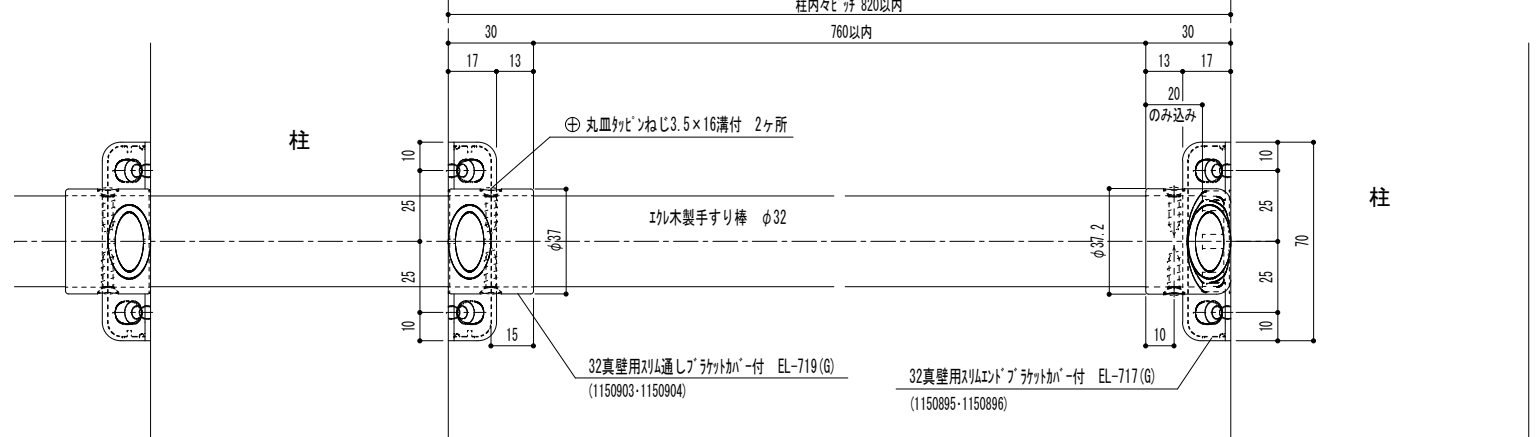 柱内々ﾋﾟｯﾁ 820以内
30
760以内
30
17
13
13
17
20
のみ込み
⊕ 丸皿ﾀｯﾋﾟﾝねじ3.5×16溝付 2ヶ所
柱
柱
10
25
25
10
ｴｸﾚ木製手すり棒 φ32
φ37
φ37.2
10
25
25
10
70
15
10
32真壁用ｽﾘﾑ通しﾌﾞﾗｹｯﾄｶﾊﾞｰ付 EL-719(G)
(1150903･1150904)
32真壁用ｽﾘﾑｴﾝﾄﾞﾌﾞﾗｹｯﾄｶﾊﾞｰ付 EL-717(G)
(1150895･1150896)